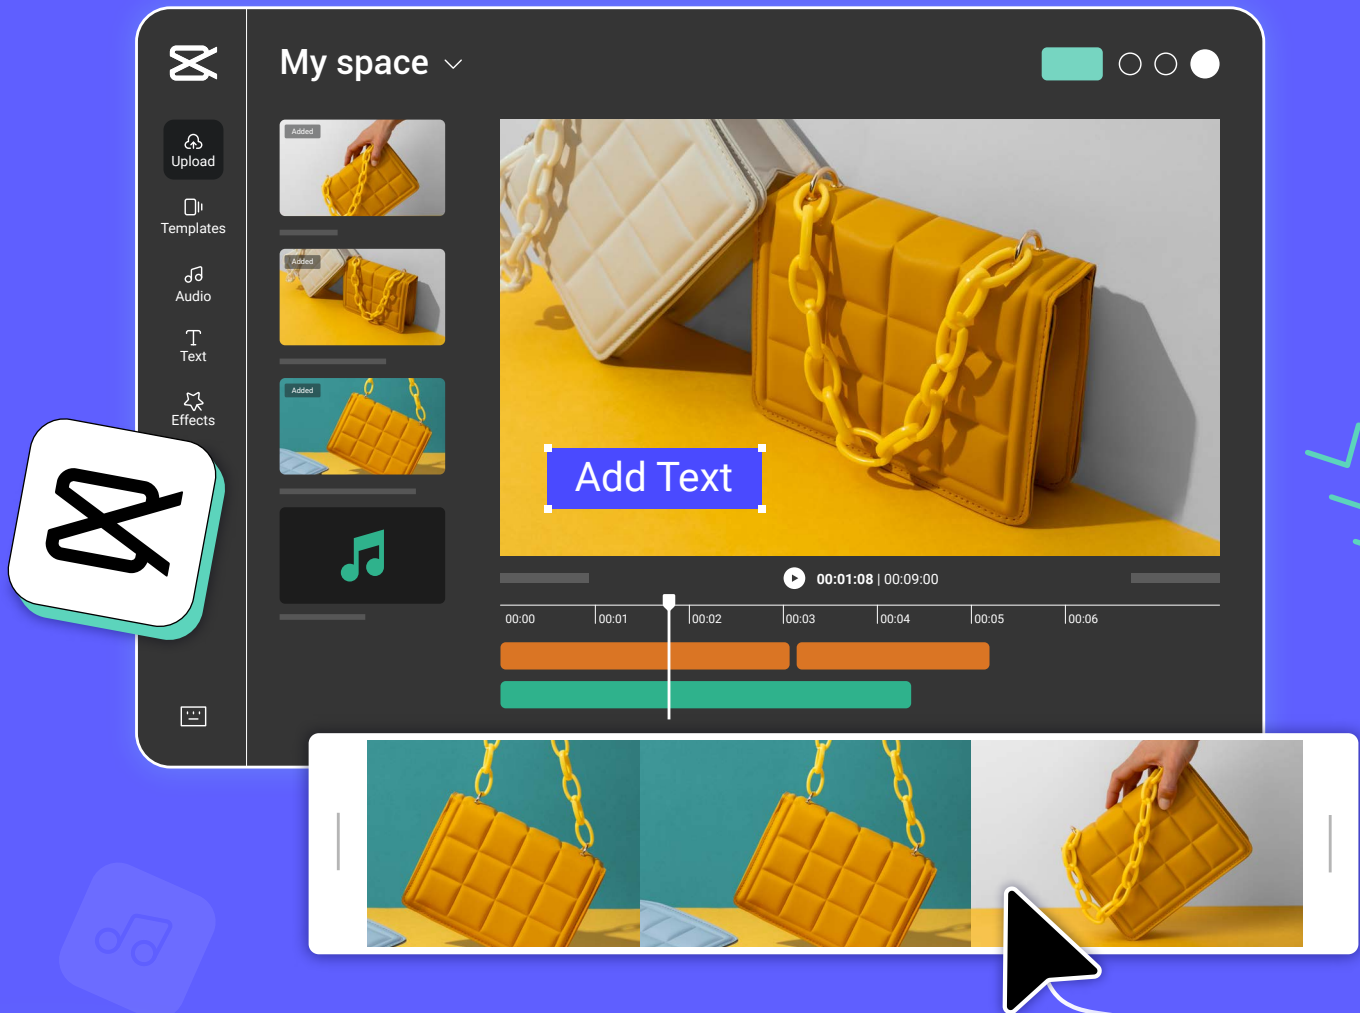 My space
Upload
Templates
Audio
Text
Effects
Added
Added
Added
Add Text
00:01:08 | 00:09:00
00:00
00:01
00:02
00:03
00:04
00:05
00:06